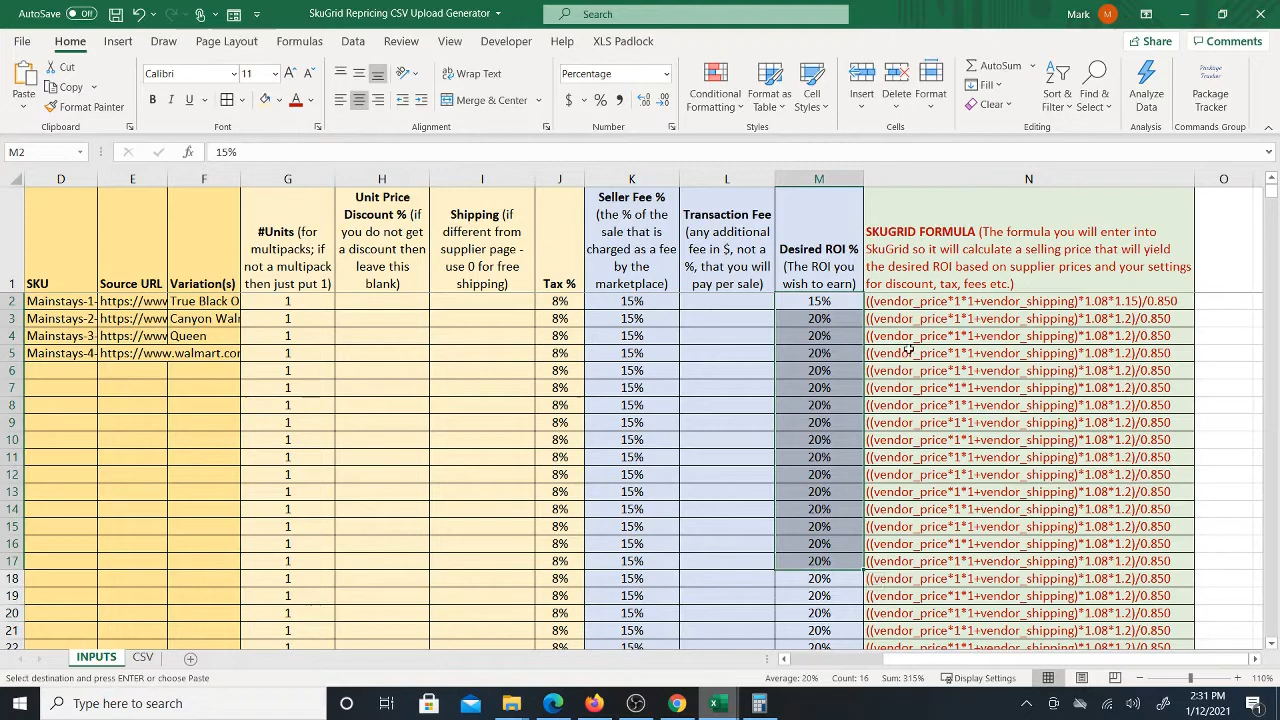 AutoSave Off SkuGrid Repricing CSV Upload Generator Search Mark M
File Home Insert Draw Page Layout Formulas Data Review View Developer Help XLS Padlock Share Comments
Paste Cut Copy Format Painter Calibri 11 Wrap Text Merge & Center Percentage Conditional Formatting Format as Table Cell Styles Insert Delete Format AutoSum Fill Clear Sort & Filter Find & Select Analyze Data Package Tracker
Clipboard Font Alignment Number Styles Cells Editing Analysis Commands Group
M2 fx 15%
D E F G H I J K L M N O
1 SKU Source URL Variation(s) #Units (for multipacks; if not a multipack then just put 1) Unit Price Discount % (if you do not get a discount then leave this blank) Shipping (if different from supplier page - use 0 for free shipping) Tax % Seller Fee % (the % of the sale that is charged as a fee by the marketplace) Transaction Fee (any additional fee in $, not a %, that you will pay per sale) Desired ROI % (The ROI you wish to earn) SKUGRID FORMULA (The formula you will enter into SkuGrid so it will calculate a selling price that will yield the desired ROI based on supplier prices and your settings for discount, tax, fees etc.)
2 Mainstays-1- https://www True Black O 1 8% 15% 15% ((vendor_price*1*1+vendor_shipping)*1.08*1.15)/0.850
3 Mainstays-2- https://www Canyon Waln 1 8% 15% 20% ((vendor_price*1*1+vendor_shipping)*1.08*1.2)/0.850
4 Mainstays-3- https://www Queen 1 8% 15% 20% ((vendor_price*1*1+vendor_shipping)*1.08*1.2)/0.850
5 Mainstays-4- https://www.walmart.com 1 8% 15% 20% ((vendor_price*1*1+vendor_shipping)*1.08*1.2)/0.850
6 1 8% 15% 20% ((vendor_price*1*1+vendor_shipping)*1.08*1.2)/0.850
7 1 8% 15% 20% ((vendor_price*1*1+vendor_shipping)*1.08*1.2)/0.850
8 1 8% 15% 20% ((vendor_price*1*1+vendor_shipping)*1.08*1.2)/0.850
9 1 8% 15% 20% ((vendor_price*1*1+vendor_shipping)*1.08*1.2)/0.850
10 1 8% 15% 20% ((vendor_price*1*1+vendor_shipping)*1.08*1.2)/0.850
11 1 8% 15% 20% ((vendor_price*1*1+vendor_shipping)*1.08*1.2)/0.850
12 1 8% 15% 20% ((vendor_price*1*1+vendor_shipping)*1.08*1.2)/0.850
13 1 8% 15% 20% ((vendor_price*1*1+vendor_shipping)*1.08*1.2)/0.850
14 1 8% 15% 20% ((vendor_price*1*1+vendor_shipping)*1.08*1.2)/0.850
15 1 8% 15% 20% ((vendor_price*1*1+vendor_shipping)*1.08*1.2)/0.850
16 1 8% 15% 20% ((vendor_price*1*1+vendor_shipping)*1.08*1.2)/0.850
17 1 8% 15% 20% ((vendor_price*1*1+vendor_shipping)*1.08*1.2)/0.850
18 1 8% 15% 20% ((vendor_price*1*1+vendor_shipping)*1.08*1.2)/0.850
19 1 8% 15% 20% ((vendor_price*1*1+vendor_shipping)*1.08*1.2)/0.850
20 1 8% 15% 20% ((vendor_price*1*1+vendor_shipping)*1.08*1.2)/0.850
21 1 8% 15% 20% ((vendor_price*1*1+vendor_shipping)*1.08*1.2)/0.850
22 1 8% 15% 20% ((vendor_price*1*1+vendor_shipping)*1.08*1.2)/0.850
INPUTS CSV
Select destination and press ENTER or choose Paste Average: 20% Count: 16 Sum: 315% Display Settings 110%
Type here to search 2:31 PM
1/12/2021